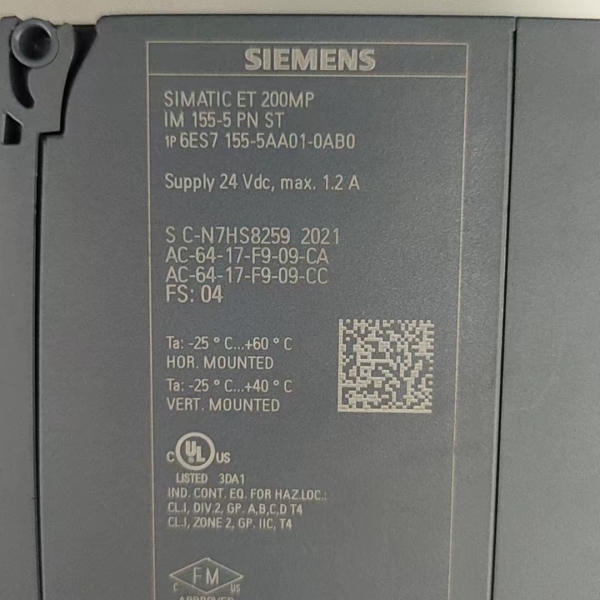 SIEMENS
SIMATIC ET 200MP
IM 155-5 PN ST
1P 6ES7 155-5AA01-0AB0
Supply 24 Vdc, max. 1.2 A
S C-N7HS8259 2021
AC-64-17-F9-09-CA
AC-64-17-F9-09-CC
FS: 04
Ta: -25 ° C...+60 ° C
HOR. MOUNTED
Ta: -25 ° C...+40 ° C
VERT. MOUNTED
C UL US
LISTED 3DA1
IND. CONT. EQ. FOR HAZ.LOC.:
CL.I, DIV.2, GP. A,B,C,D T4
CL.I, ZONE 2, GP. IIC, T4
FM
C US
APPROVED